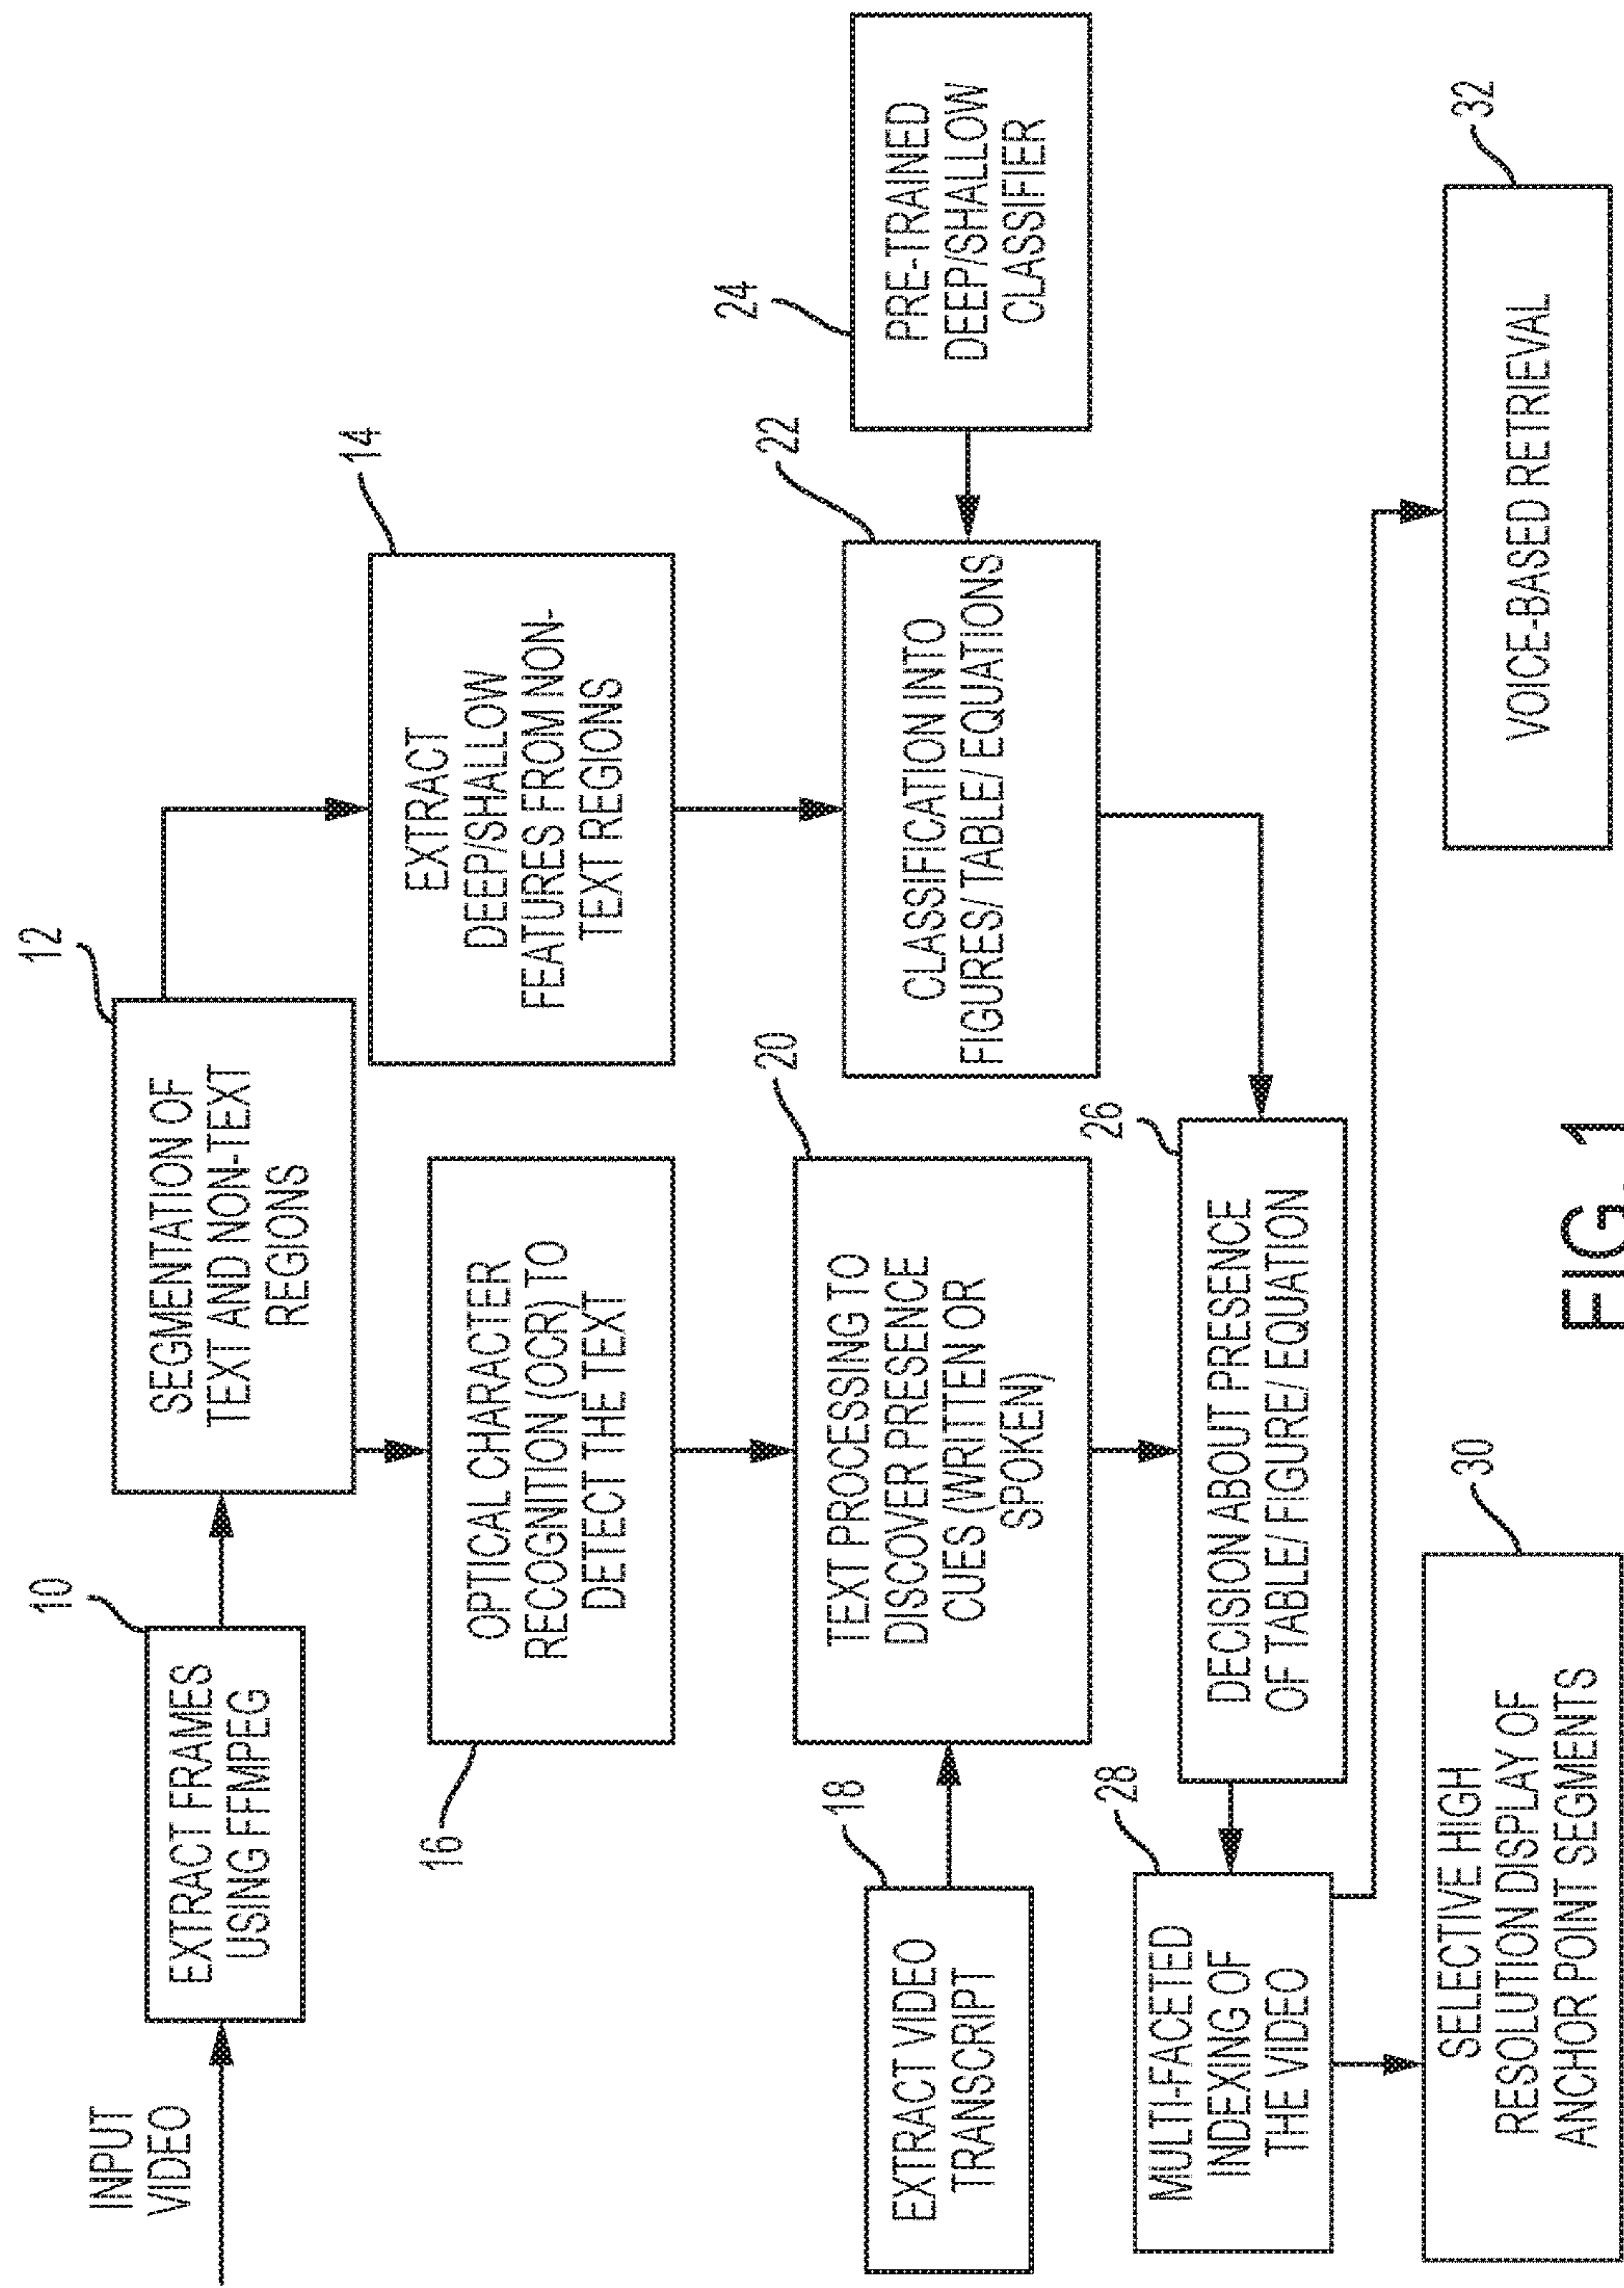 INPUT
VIDEO
10
EXTRACT FRAMES
USING FFMPEG
12
SEGMENTATION OF
TEXT AND NON-TEXT
REGIONS
14
EXTRACT
DEEP/SHALLOW
FEATURES FROM NON-
TEXT REGIONS
16
OPTICAL CHARACTER
RECOGNITION (OCR) TO
DETECT THE TEXT
18
EXTRACT VIDEO
TRANSCRIPT
20
TEXT PROCESSING TO
DISCOVER PRESENCE
CUES (WRITTEN OR
SPOKEN)
22
CLASSIFICATION INTO
FIGURES/ TABLE/ EQUATIONS
24
PRE-TRAINED
DEEP/SHALLOW
CLASSIFIER
26
DECISION ABOUT PRESENCE
OF TABLE/ FIGURE/ EQUATION
28
MULTI-FACETED
INDEXING OF
THE VIDEO
30
SELECTIVE HIGH
RESOLUTION DISPLAY OF
ANCHOR POINT SEGMENTS
32
VOICE-BASED RETRIEVAL
FIG. 1